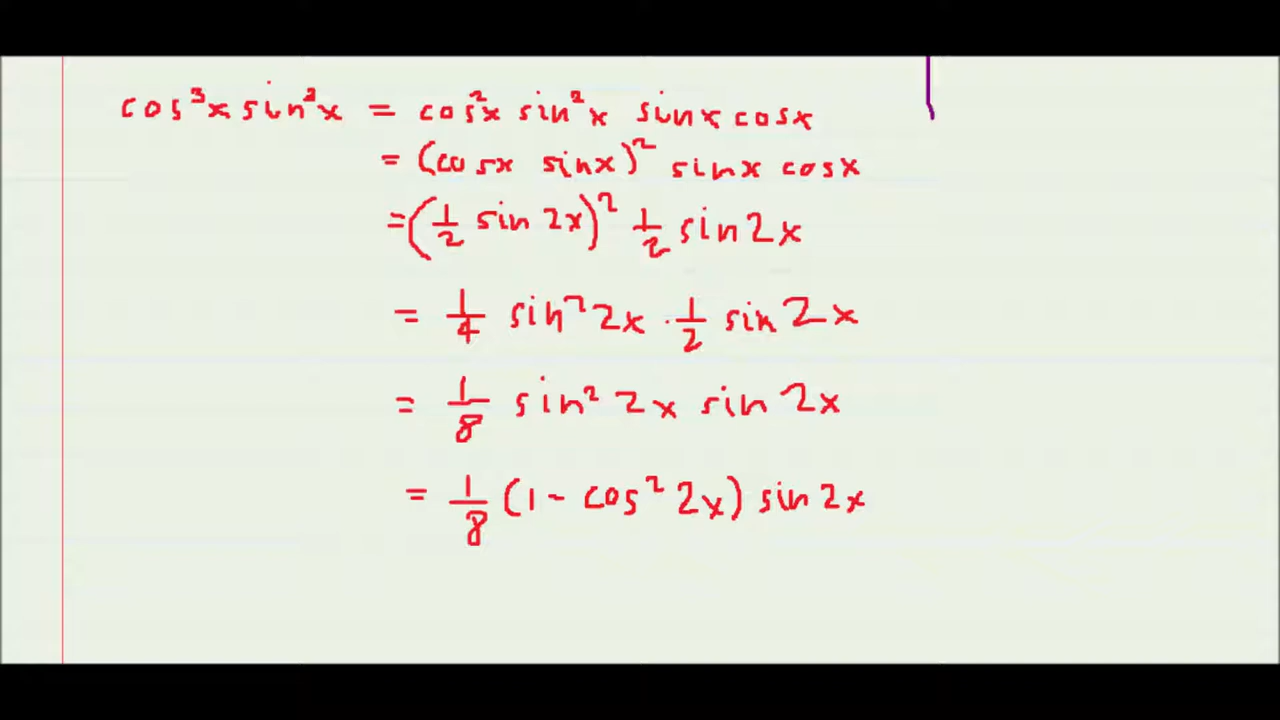 cos³x sin³x = cos²x sin²x sinx cosx
= (cosx sinx)² sinx cosx
= (1/2 sin 2x)² 1/2 sin 2x
= 1/4 sin² 2x · 1/2 sin 2x
= 1/8 sin² 2x sin 2x
= 1/8 (1 - cos² 2x) sin 2x